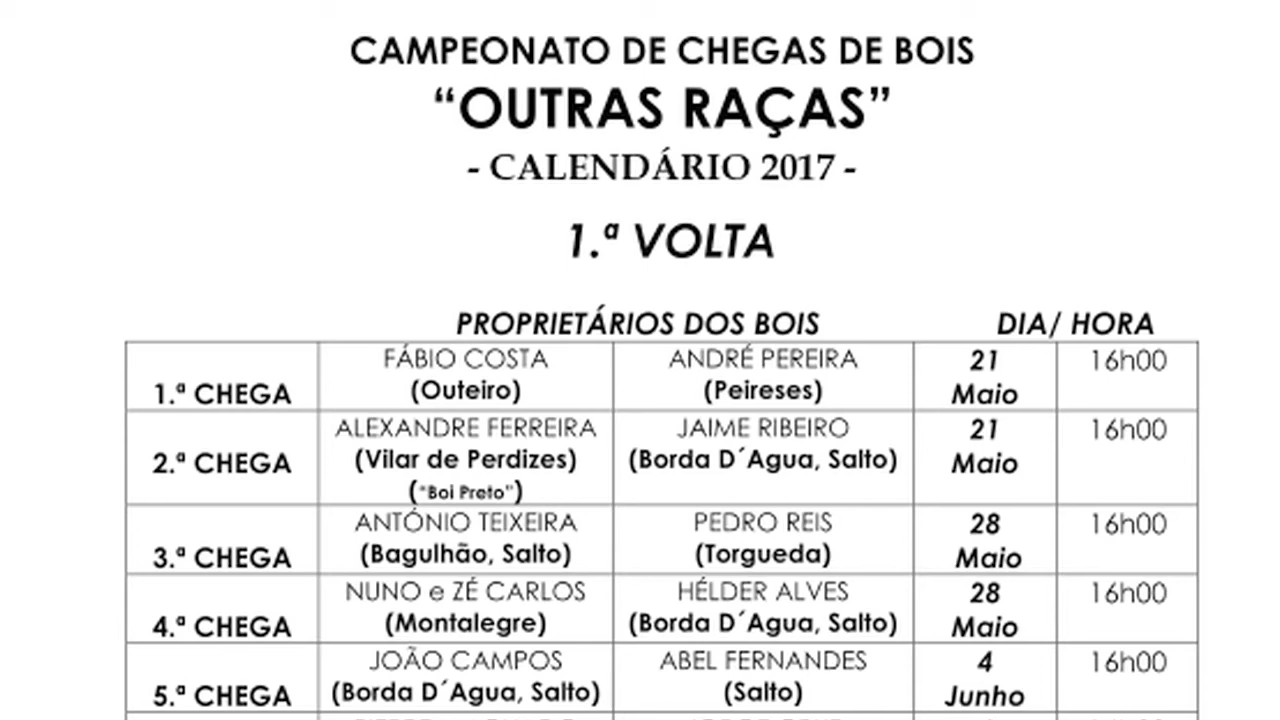 CAMPEONATO DE CHEGAS DE BOIS
“OUTRAS RAÇAS”
- CALENDÁRIO 2017 -
1.ª VOLTA
PROPRIETÁRIOS DOS BOIS DIA/ HORA
FÁBIO COSTA ANDRÉ PEREIRA 21 16h00
1.ª CHEGA (Outeiro) (Peireses) Maio
ALEXANDRE FERREIRA JAIME RIBEIRO 21 16h00
2.ª CHEGA (Vilar de Perdizes) (Borda D´Agua, Salto) Maio
(“Boi Preto”)
ANTÓNIO TEIXEIRA PEDRO REIS 28 16h00
3.ª CHEGA (Bagulhão, Salto) (Torgueda) Maio
NUNO e ZÉ CARLOS HÉLDER ALVES 28 16h00
4.ª CHEGA (Montalegre) (Borda D´Agua, Salto) Maio
JOÃO CAMPOS ABEL FERNANDES 4 16h00
5.ª CHEGA (Borda D´Agua, Salto) (Salto) Junho